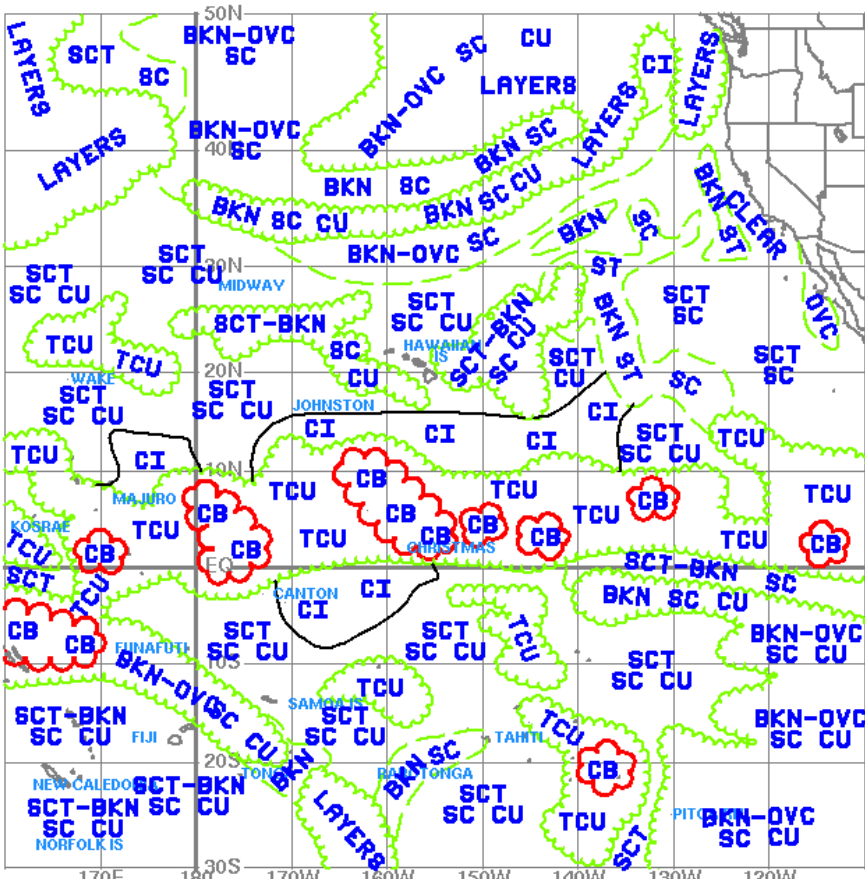 50N
LAYERS
SCT
SC
BKN-OVC
SC
SC
CU
CI
LAYERS
BKN-OVC
LAYERS
LAYERS
BKN-OVC
SC
LAYERS
BKN SC
LAYERS
BKN SC
BKN SC CU
BKN SC CU
BKN ST
CLEAR
BKN-OVC SC
BKN
SC
ST
SCT
SC CU
SCT
SC CU
MIDWAY
SCT-BKN
SCT
SC CU
SCT-BKN
SC CU
BKN ST
SCT
SC
OVC
TCU
TCU
SC
CU
HAWAIIAN
IS
SCT
CU
SCT
SC
SC
20N
WAKE
SCT
SC CU
SCT
SC CU
JOHNSTON
CI
CI
CI
CI
SCT
SC CU
TCU
TCU
CI
10N
MAJURO
CB
TCU
TCU
CB
TCU
KOSRAE
TCU
CB
TCU
CB
CB
TCU
CB
TCU
CB
CB
CB
CB
CHRISTMAS
TCU
CB
EQ
SCT
TCU
CANTON
CI
CI
SCT-BKN
SC
BKN SC CU
CB
CB
FUNAFUTI
SCT
SC CU
SCT
SC CU
TCU
BKN-OVC
SC CU
10S
BKN-OVC
SC CU
TCU
SCT
SC CU
SAMOA IS
SCT-BKN
SC CU
FIJI
SCT
SC CU
TAHITI
TCU
BKN-OVC
SC CU
20S
NEW CALEDONIA
SCT-BKN
SC CU
BKN
BKN SC
CB
SCT-BKN
SC CU
NORFOLK IS
LAYERS
SCT
SC CU
TCU
SCT
BKN-OVC
SC CU
30S
170E
180
170W
160W
150W
140W
130W
120W